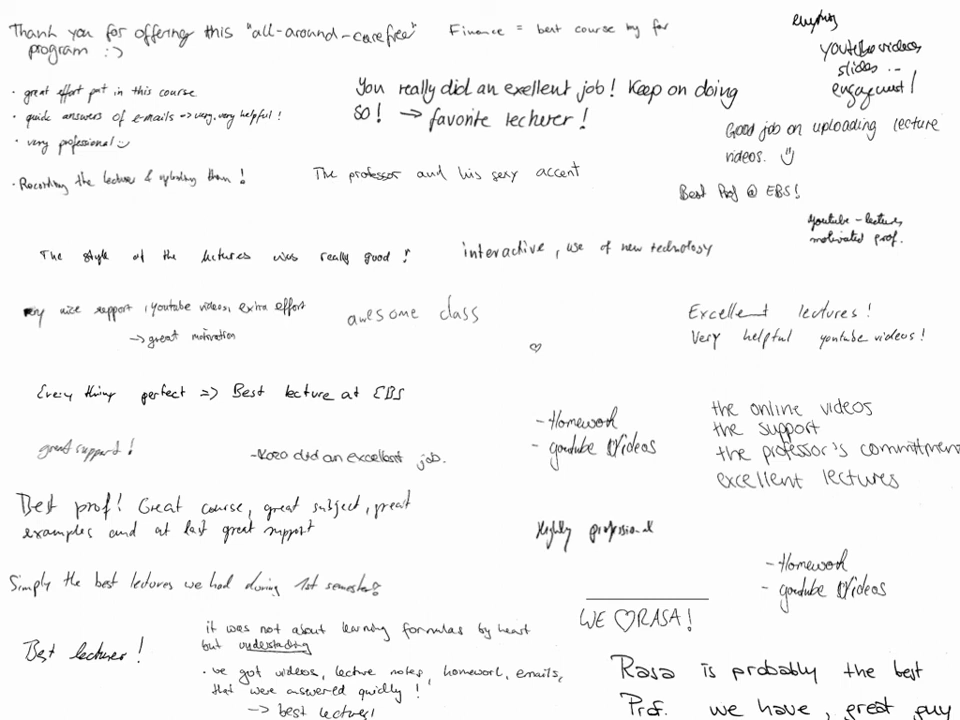 Thank you for offering this "all-around-carefree"
program :-)
Finance = best course by far
everything
youtube videos,
slides ...
engagement!
· great effort put in this course
· quick answers of e-mails -> very, very helpful!
· very professional :-)
· Recording the lectures & uploading them!
You really did an exellent job! Keep on doing
so! -> favorite lecturer!
Good job on uploading lecture
videos. :)
The professor and his sexy accent
Best Prof @ EBS!
youtube-lectures
motivated prof.
The style of the lectures was really good!
interactive, use of new technology
very nice support, youtube videos, extra effort
-> great motivation
awesome class
♡
Excellent lectures!
Very helpful youtube videos!
Every thing perfect => Best lecture at EBS
great support!
did an excellent job.
- Homework
- youtube Videos
the online videos
the support
the professor's commitment
excellent lectures
Best prof! Great course, great subject, great
examples and at last great support
Highly professional
- Homework
- youtube Videos
Simply the best lectures we had during 1st semester
WE ♡ RASA!
Best lecturer!
it was not about learning formulas by heart
but understanding
· we got videos, lecture notes, homework, emails,
that were answered quickly!
-> best lectures!
Rasa is probably the best
Prof. we have, great guy